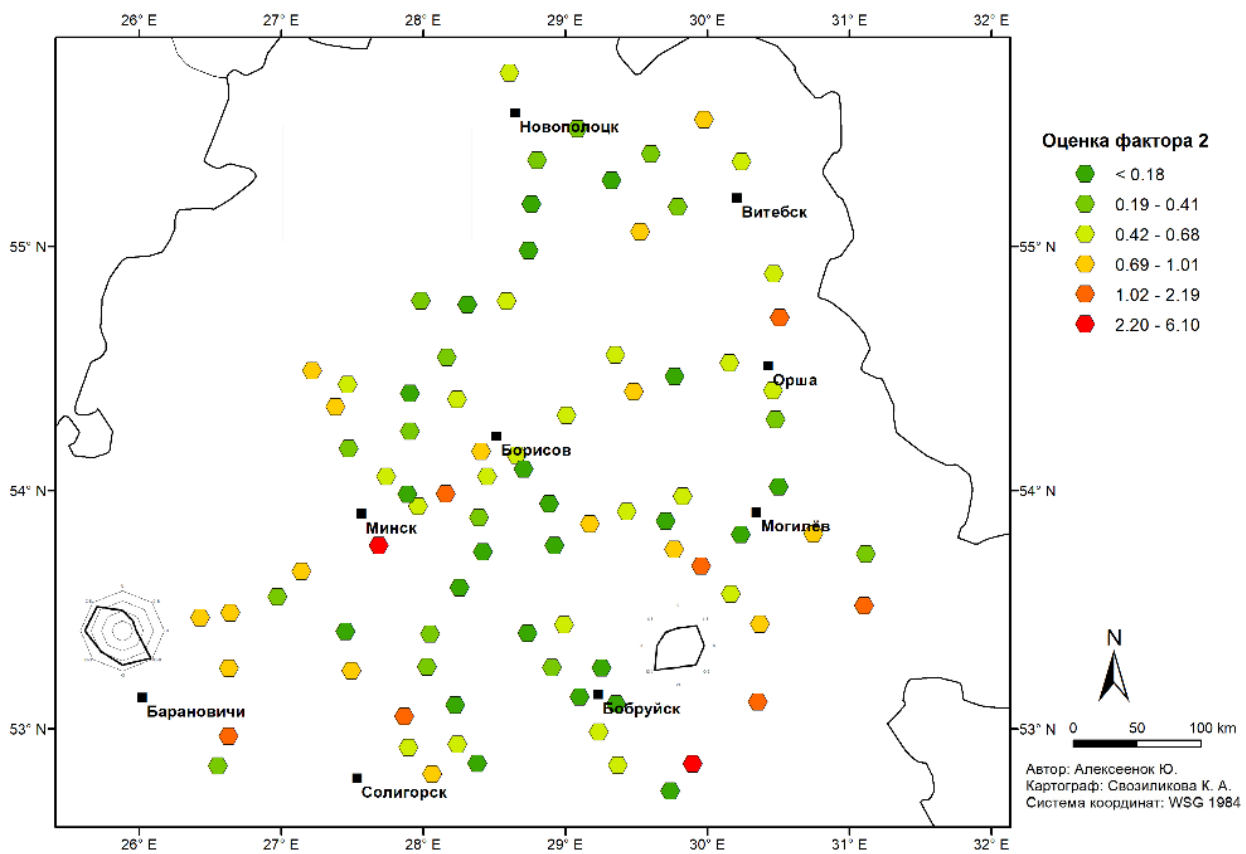 26° E 27° E 28° E 29° E 30° E 31° E 32° E
Новополоцк
Витебск
55° N
55° N
Орша
Борисов
54° N
54° N
Минск
Могилёв
Барановичи
Бобруйск
53° N
53° N
Солигорск
26° E 27° E 28° E 29° E 30° E 31° E 32° E
Оценка фактора 2
< 0.18
0.19 - 0.41
0.42 - 0.68
0.69 - 1.01
1.02 - 2.19
2.20 - 6.10
N
0 50 100 km
Автор: Алексеенок Ю.
Картограф: Свозиликова К. А.
Система координат: WSG 1984